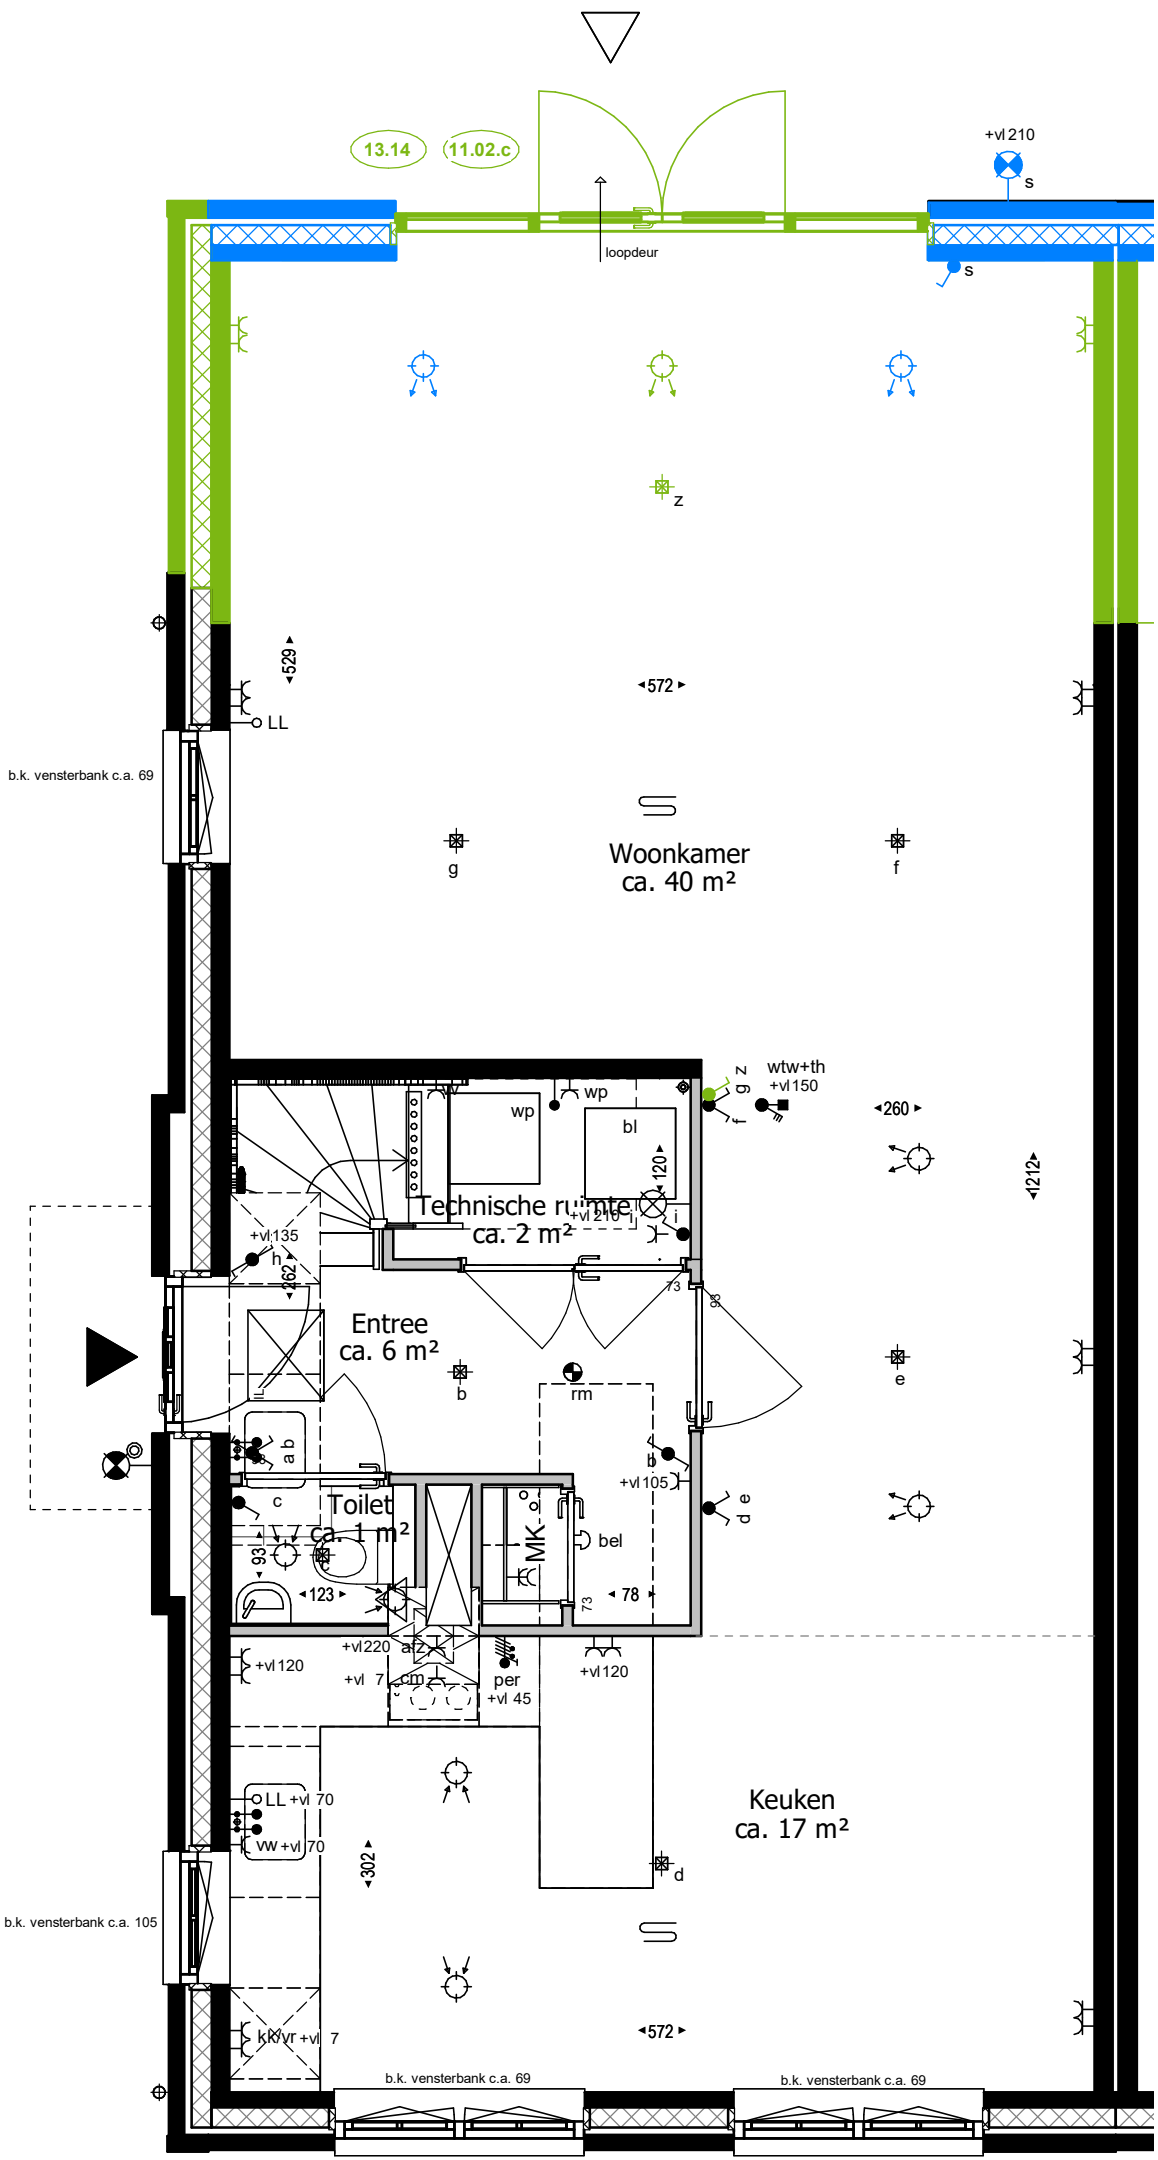 +vl 210
s
13.14
11.02.c
loopdeur
s
z
529
572
LL
b.k. vensterbank c.a. 69
g
Woonkamer
ca. 40 m²
f
wtw+th
+vl 150
g z
f
wp
wp
bl
260
120
1212
Technische ruimte
+vl 210
i
i
ca. 2 m²
+vl 135
h
262
73
93
Entree
ca. 6 m²
b
rm
e
a b
b
+vl 105
c
Toilet
ca. 1 m²
c
93
123
MK
bel
d e
73
78
+vl 220
afz
+vl 120
+vl 7
cm
per
+vl 45
+vl 120
LL +vl 70
vw +vl 70
Keuken
ca. 17 m²
302
d
b.k. vensterbank c.a. 105
kk/vr +vl 7
572
b.k. vensterbank c.a. 69
b.k. vensterbank c.a. 69